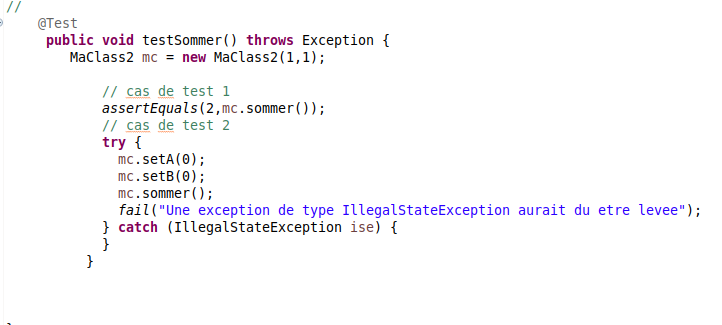 //
@Test
public void testSommer() throws Exception {
MaClass2 mc = new MaClass2(1,1);
// cas de test 1
assertEquals(2,mc.sommer());
// cas de test 2
try {
mc.setA(0);
mc.setB(0);
mc.sommer();
fail("Une exception de type IllegalStateException aurait du etre levee");
} catch (IllegalStateException ise) {
}
}